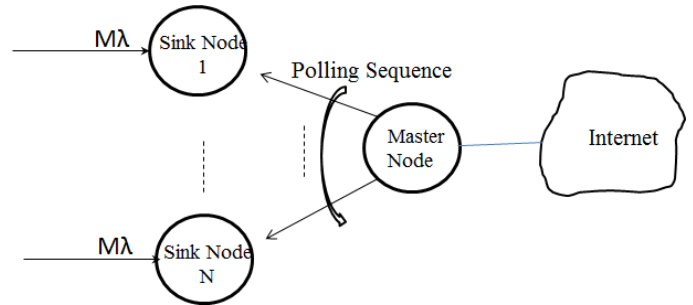 Mλ
Sink Node
1
Polling Sequence
Master
Node
Internet
Mλ
Sink Node
N